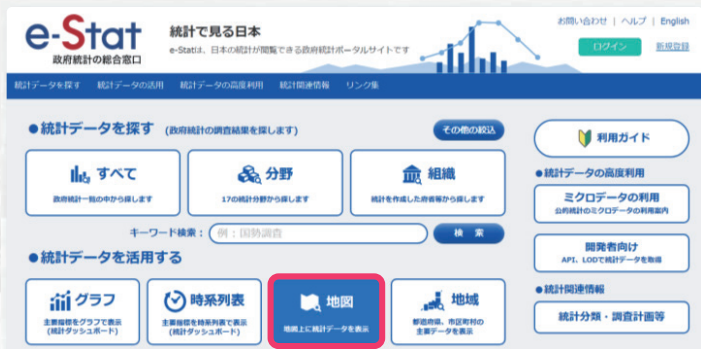 e-Stat
政府統計の総合窓口
統計で見る日本
e-Statは、日本の統計が閲覧できる政府統計ポータルサイトです
お問い合わせ | ヘルプ | English
ログイン
新規登録
統計データを探す 統計データの活用 統計データの高度利用 統計関連情報 リンク集
●統計データを探す (政府統計の調査結果を探します)
その他の絞込
すべて
政府統計一覧の中から探します
分野
17の統計分野から探します
組織
統計を作成した府省等から探します
キーワード検索:
例:国勢調査
検 索
●統計データを活用する
グラフ
主要指標をグラフで表示
(統計ダッシュボード)
時系列表
主要指標を時系列表で表示
(統計ダッシュボード)
地図
地図上に統計データを表示
地域
都道府県、市区町村の
主要データを表示
利用ガイド
●統計データの高度利用
ミクロデータの利用
公的統計のミクロデータの利用案内
開発者向け
API、LODで統計データを取得
●統計関連情報
統計分類・調査計画等